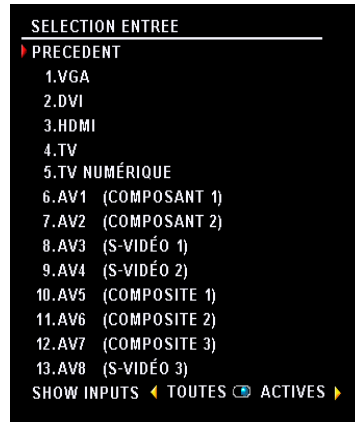 SELECTION ENTREE
PRECEDENT
1.VGA
2.DVI
3.HDMI
4.TV
5.TV NUMÉRIQUE
6.AV1 (COMPOSANT 1)
7.AV2 (COMPOSANT 2)
8.AV3 (S-VIDÉO 1)
9.AV4 (S-VIDÉO 2)
10.AV5 (COMPOSITE 1)
11.AV6 (COMPOSITE 2)
12.AV7 (COMPOSITE 3)
13.AV8 (S-VIDÉO 3)
SHOW INPUTS TOUTES ACTIVES